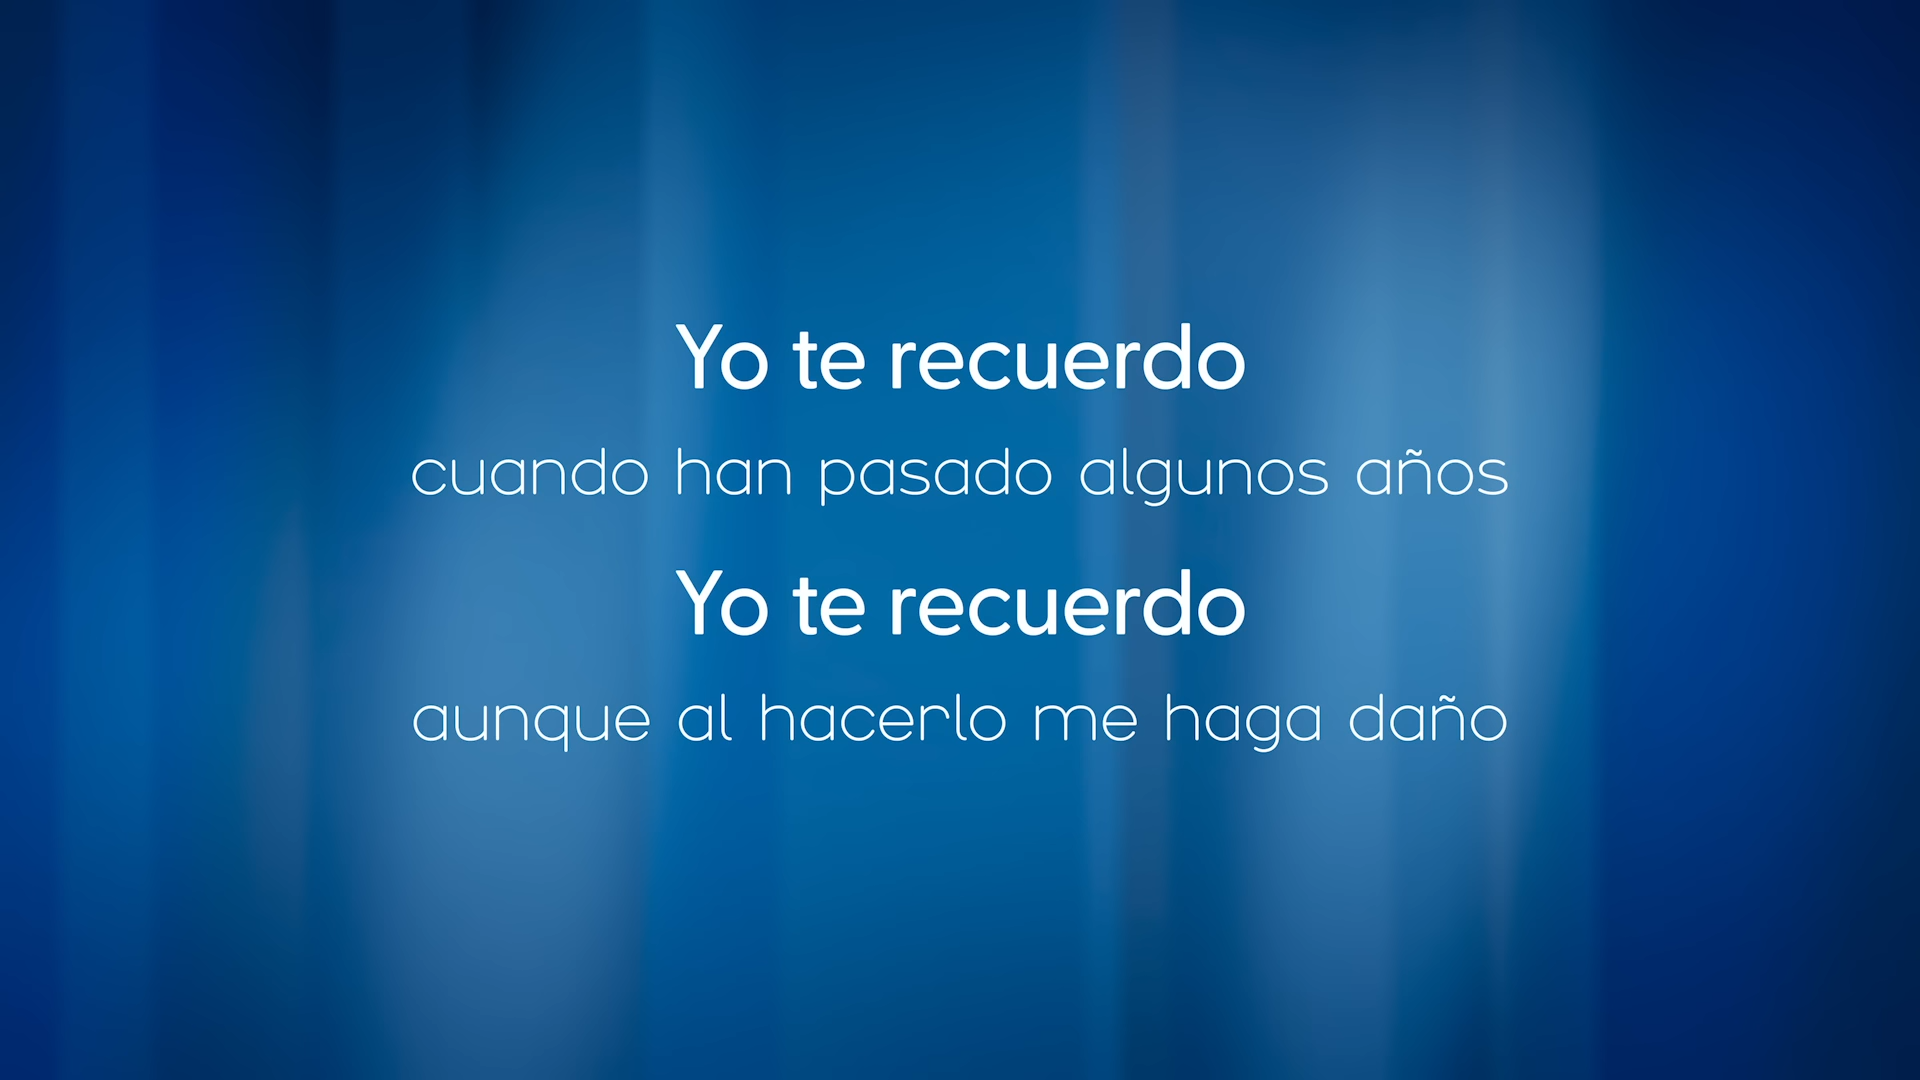 Yo te recuerdo
cuando han pasado algunos años
Yo te recuerdo
aunque al hacerlo me haga daño